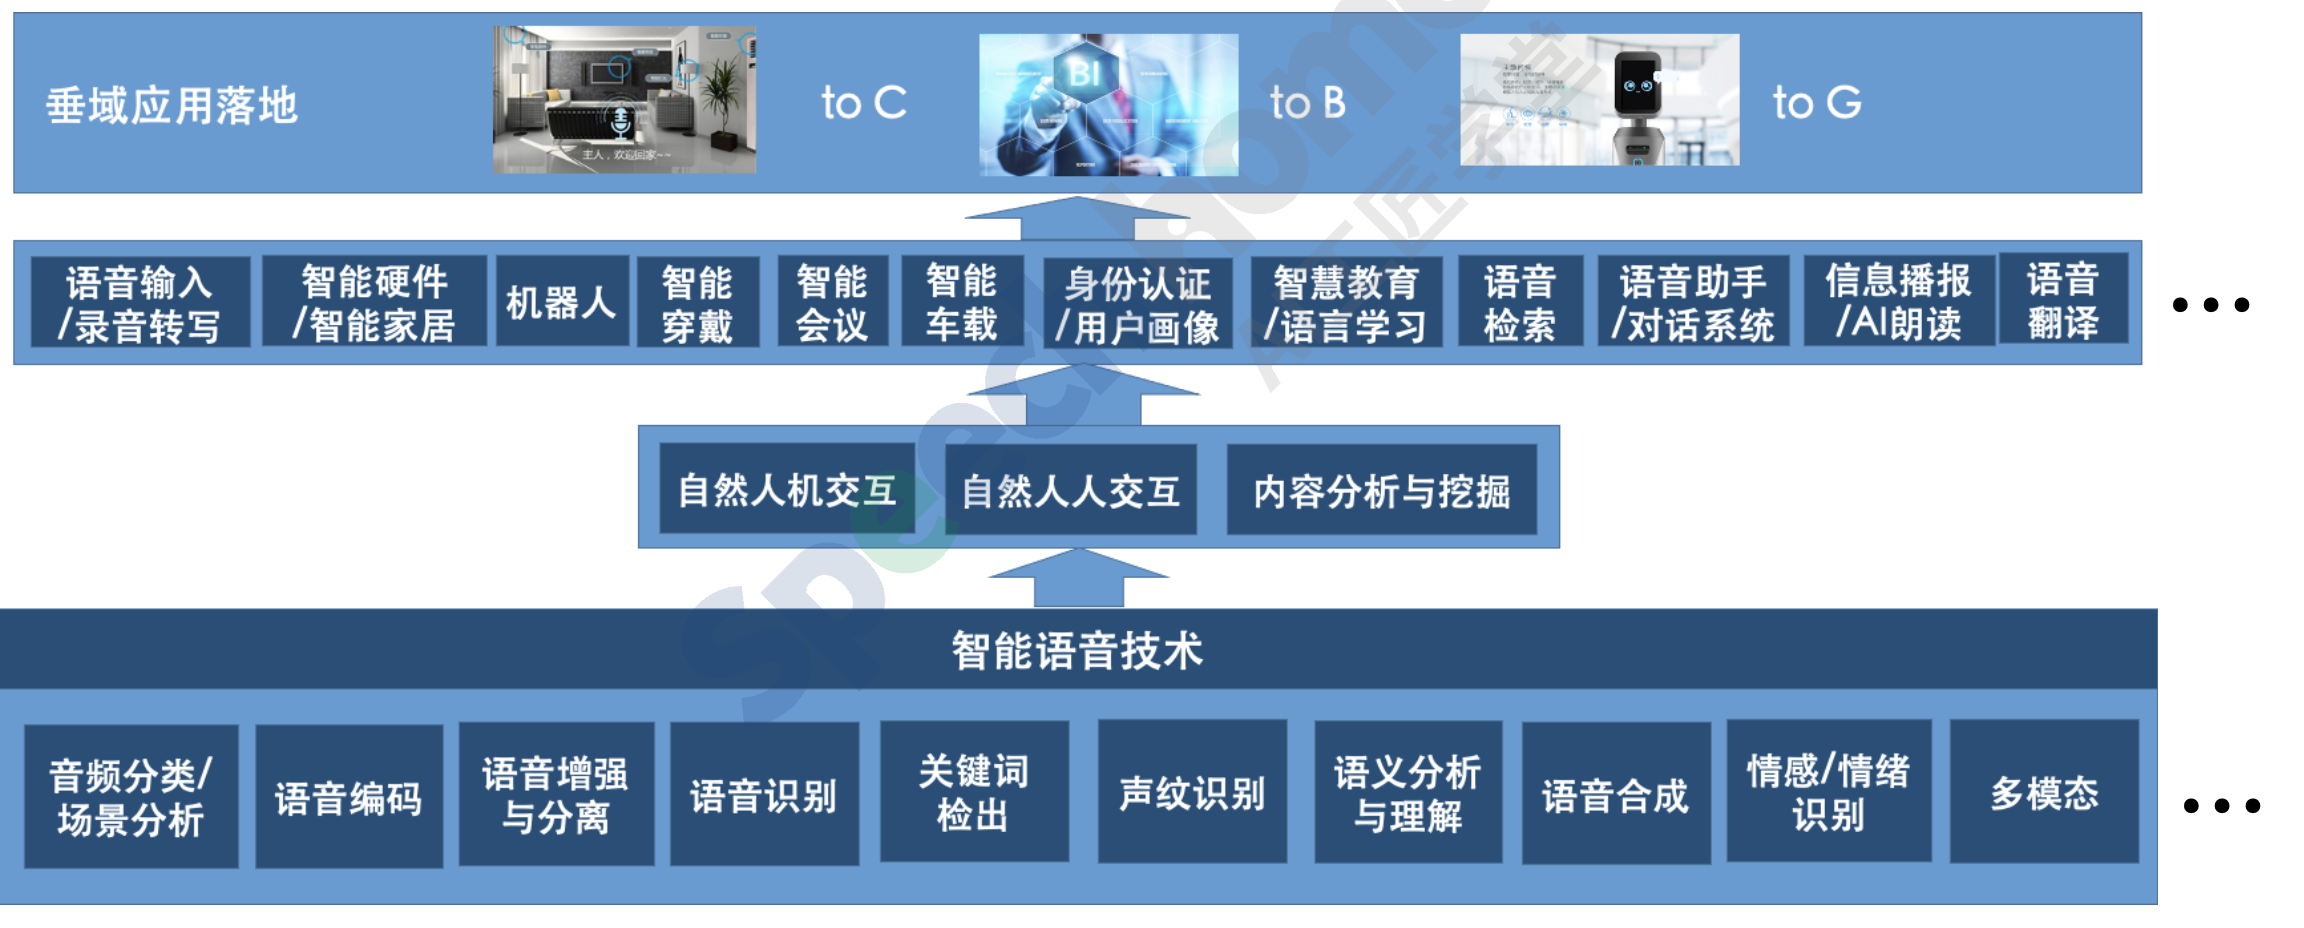 垂域应用落地
主人，欢迎回家~~
to C
BI
to B
to G
语音输入
/录音转写
智能硬件
/智能家居
机器人
智能
穿戴
智能
会议
智能
车载
身份认证
/用户画像
智慧教育
/语言学习
语音
检索
语音助手
/对话系统
信息播报
/AI朗读
语音
翻译
•••
自然人机交互
自然人人交互
内容分析与挖掘
智能语音技术
音频分类/
场景分析
语音编码
语音增强
与分离
语音识别
关键词
检出
声纹识别
语义分析
与理解
语音合成
情感/情绪
识别
多模态
•••
Speechhome
AI工匠学堂